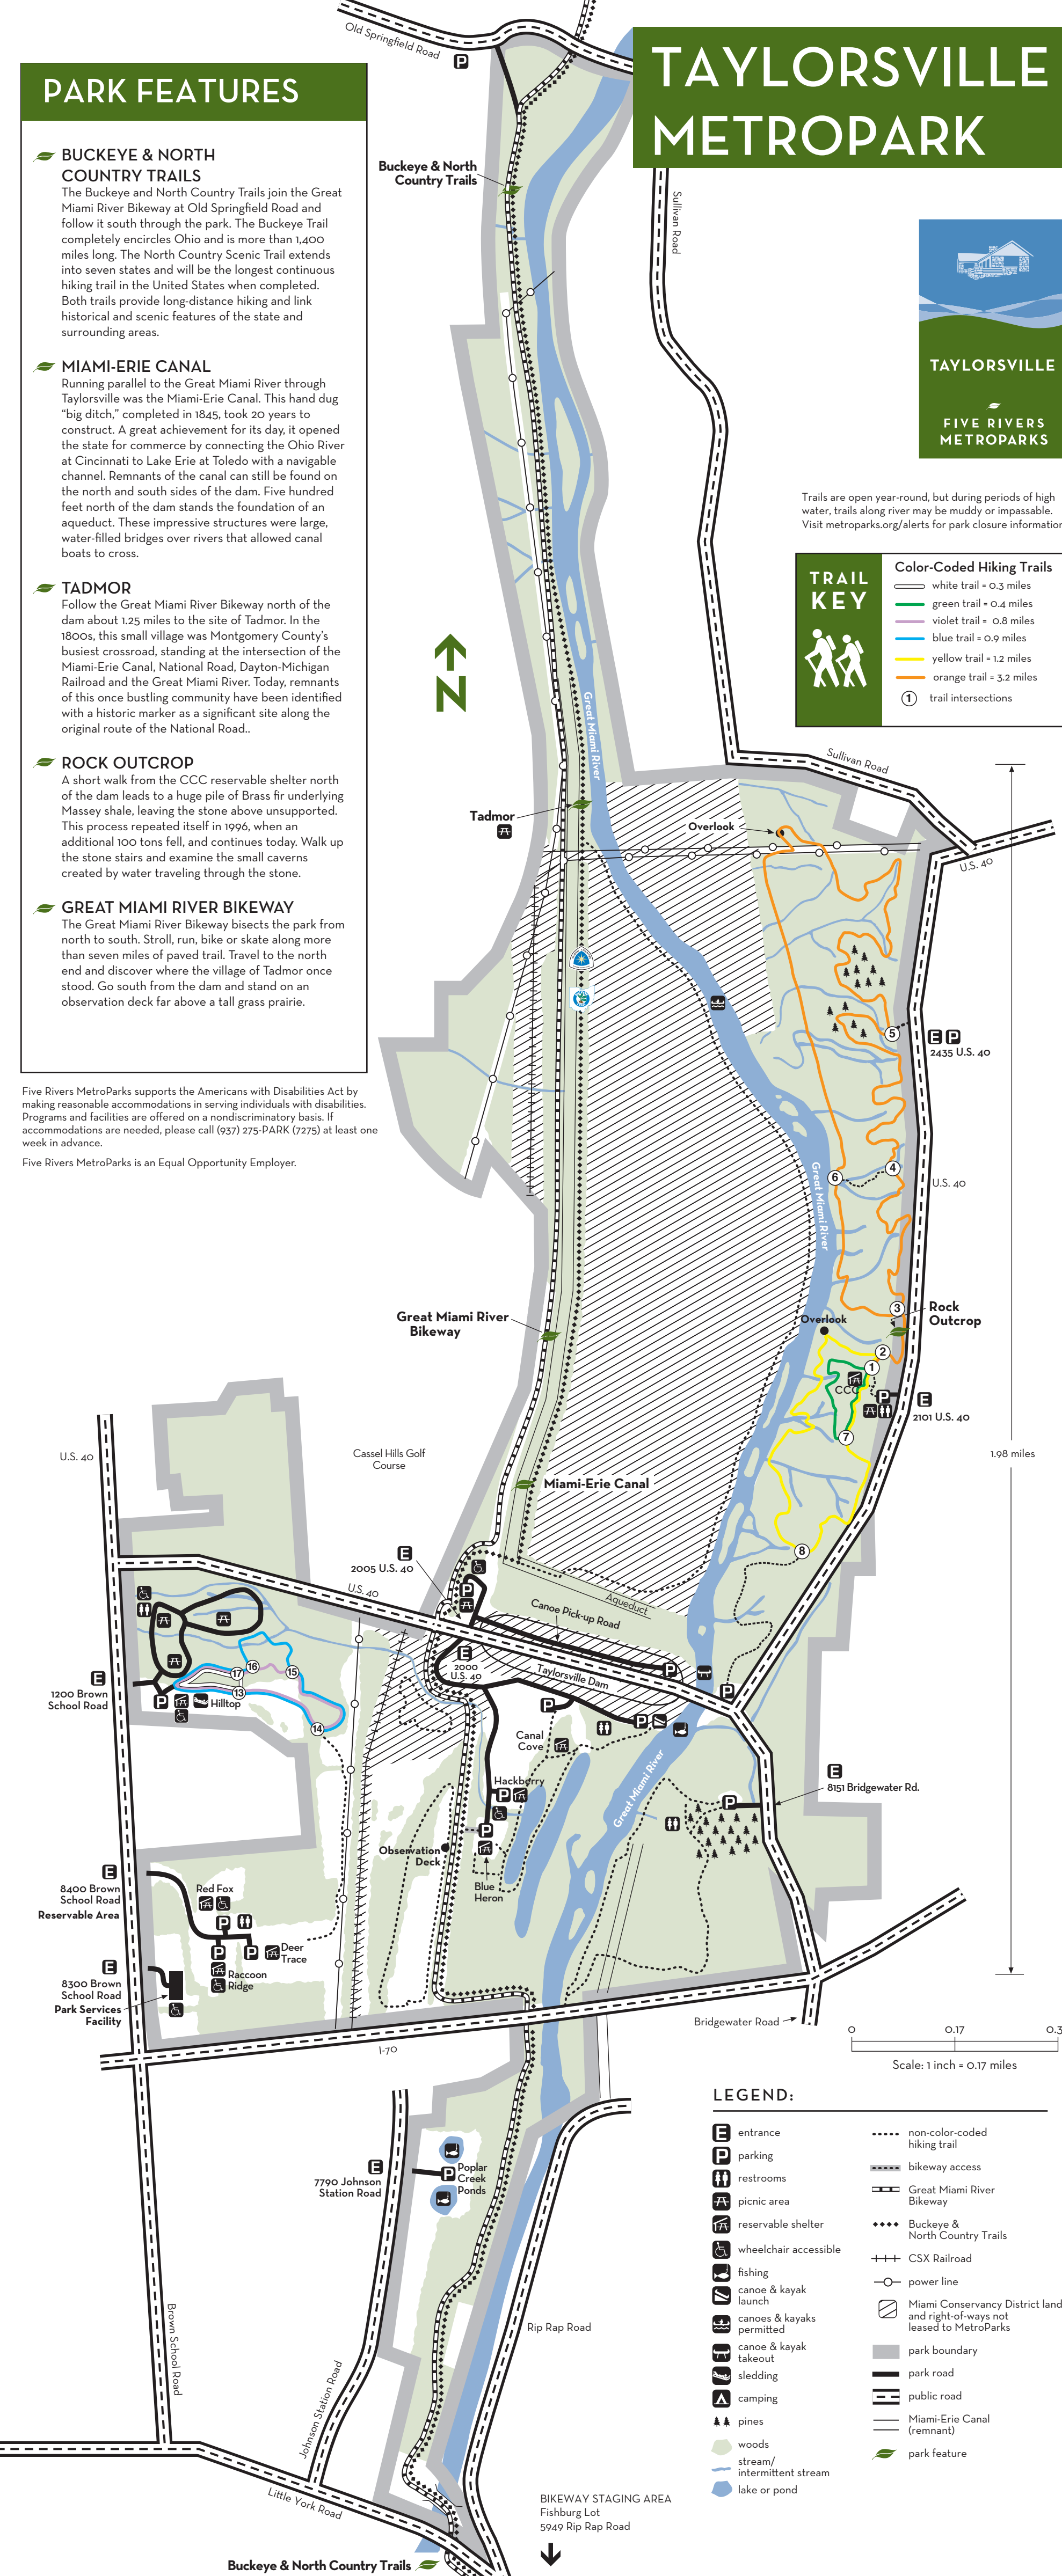 TAYLORSVILLE
METROPARK
PARK FEATURES
BUCKEYE & NORTH
COUNTRY TRAILS
The Buckeye and North Country Trails join the Great
Miami River Bikeway at Old Springfield Road and
follow it south through the park. The Buckeye Trail
completely encircles Ohio and is more than 1,400
miles long. The North Country Scenic Trail extends
into seven states and will be the longest continuous
hiking trail in the United States when completed.
Both trails provide long-distance hiking and link
historical and scenic features of the state and
surrounding areas.
MIAMI-ERIE CANAL
Running parallel to the Great Miami River through
Taylorsville was the Miami-Erie Canal. This hand dug
“big ditch,” completed in 1845, took 20 years to
construct. A great achievement for its day, it opened
the state for commerce by connecting the Ohio River
at Cincinnati to Lake Erie at Toledo with a navigable
channel. Remnants of the canal can still be found on
the north and south sides of the dam. Five hundred
feet north of the dam stands the foundation of an
aqueduct. These impressive structures were large,
water-filled bridges over rivers that allowed canal
boats to cross.
TADMOR
Follow the Great Miami River Bikeway north of the
dam about 1.25 miles to the site of Tadmor. In the
1800s, this small village was Montgomery County’s
busiest crossroad, standing at the intersection of the
Miami-Erie Canal, National Road, Dayton-Michigan
Railroad and the Great Miami River. Today, remnants
of this once bustling community have been identified
with a historic marker as a significant site along the
original route of the National Road..
ROCK OUTCROP
A short walk from the CCC reservable shelter north
of the dam leads to a huge pile of Brass fir underlying
Massey shale, leaving the stone above unsupported.
This process repeated itself in 1996, when an
additional 100 tons fell, and continues today. Walk up
the stone stairs and examine the small caverns
created by water traveling through the stone.
GREAT MIAMI RIVER BIKEWAY
The Great Miami River Bikeway bisects the park from
north to south. Stroll, run, bike or skate along more
than seven miles of paved trail. Travel to the north
end and discover where the village of Tadmor once
stood. Go south from the dam and stand on an
observation deck far above a tall grass prairie.
Five Rivers MetroParks supports the Americans with Disabilities Act by
making reasonable accommodations in serving individuals with disabilities.
Programs and facilities are offered on a nondiscriminatory basis. If
accommodations are needed, please call (937) 275-PARK (7275) at least one
week in advance.
Five Rivers MetroParks is an Equal Opportunity Employer.
TAYLORSVILLE
FIVE RIVERS
METROPARKS
Trails are open year-round, but during periods of high
water, trails along river may be muddy or impassable.
Visit metroparks.org/alerts for park closure information
TRAIL
KEY
Color-Coded Hiking Trails
white trail = 0.3 miles
green trail = 0.4 miles
violet trail = 0.8 miles
blue trail = 0.9 miles
yellow trail = 1.2 miles
orange trail = 3.2 miles
1 trail intersections
Old Springfield Road
P
Buckeye & North
Country Trails
Sullivan Road
N
Great Miami River
Sullivan Road
U.S. 40
Tadmor
Overlook
5
E P
2435 U.S. 40
4
6
U.S. 40
Great Miami River
3
Rock
Outcrop
Overlook
2
1
CCC
P
E
2101 U.S. 40
7
8
1.98 miles
Great Miami River
Bikeway
Miami-Erie Canal
Cassel Hills Golf
Course
U.S. 40
E
2005 U.S. 40
U.S. 40
P
Aqueduct
Canoe Pick-up Road
P
Taylorsville Dam
E
2000
U.S. 40
P
P
P
17
16
15
13
14
E
1200 Brown
School Road
P
Hilltop
Canal
Cove
Hackberry
P
P
Observation
Deck
Blue
Heron
Great Miami River
P
E
8151 Bridgewater Rd.
E
8400 Brown
School Road
Reservable Area
Red Fox
P
P
P
Deer
Trace
Raccoon
Ridge
E
8300 Brown
School Road
Park Services
Facility
I-70
Bridgewater Road
0 0.17 0.3
Scale: 1 inch = 0.17 miles
E
7790 Johnson
Station Road
P
Poplar
Creek
Ponds
Rip Rap Road
Brown School Road
Johnson Station Road
Little York Road
BIKEWAY STAGING AREA
Fishburg Lot
5949 Rip Rap Road
Buckeye & North Country Trails
LEGEND:
E entrance
P parking
restrooms
picnic area
reservable shelter
wheelchair accessible
fishing
canoe & kayak
launch
canoes & kayaks
permitted
canoe & kayak
takeout
sledding
camping
pines
woods
stream/
intermittent stream
lake or pond
non-color-coded
hiking trail
bikeway access
Great Miami River
Bikeway
Buckeye &
North Country Trails
CSX Railroad
power line
Miami Conservancy District land
and right-of-ways not
leased to MetroParks
park boundary
park road
public road
Miami-Erie Canal
(remnant)
park feature